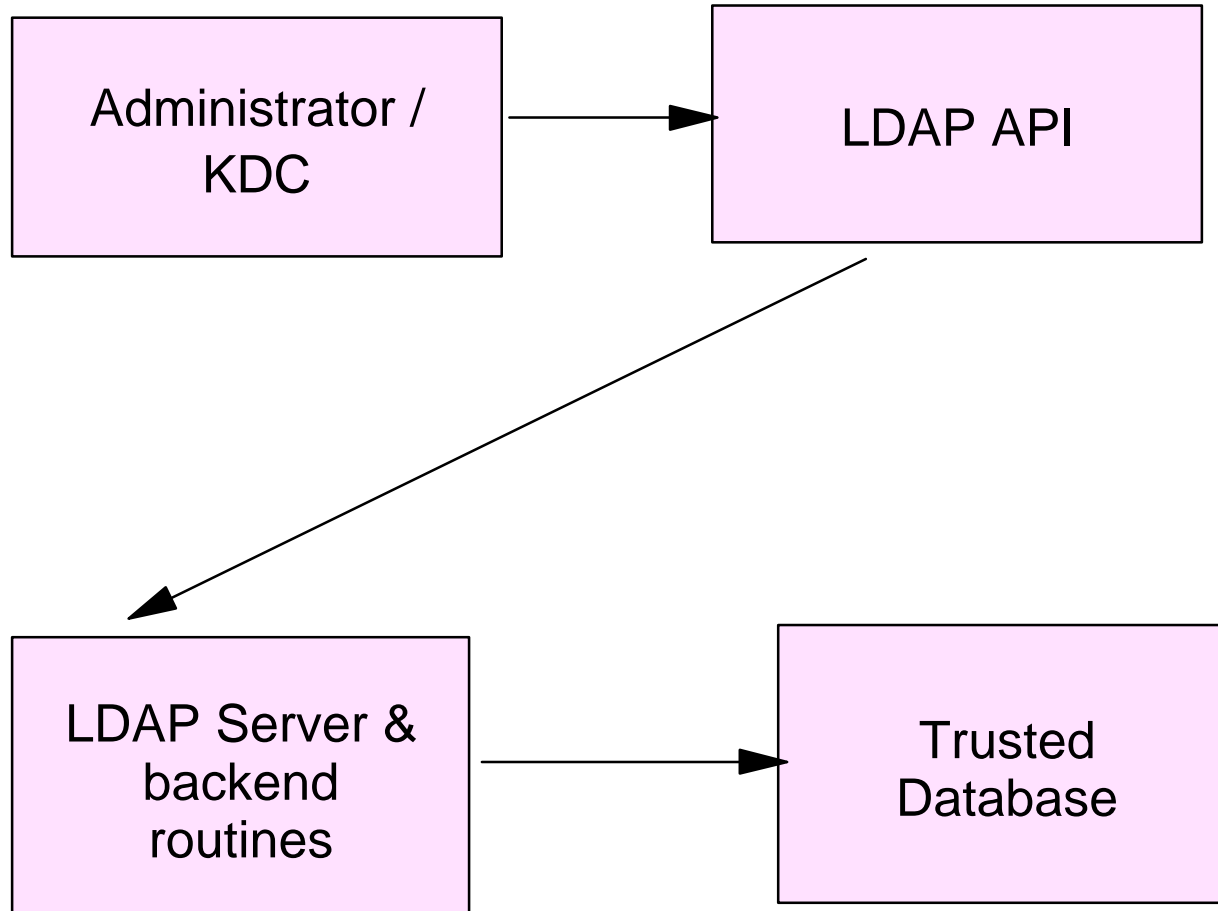 Administrator /
KDC
LDAP API
LDAP Server &
backend
routines
Trusted
Database